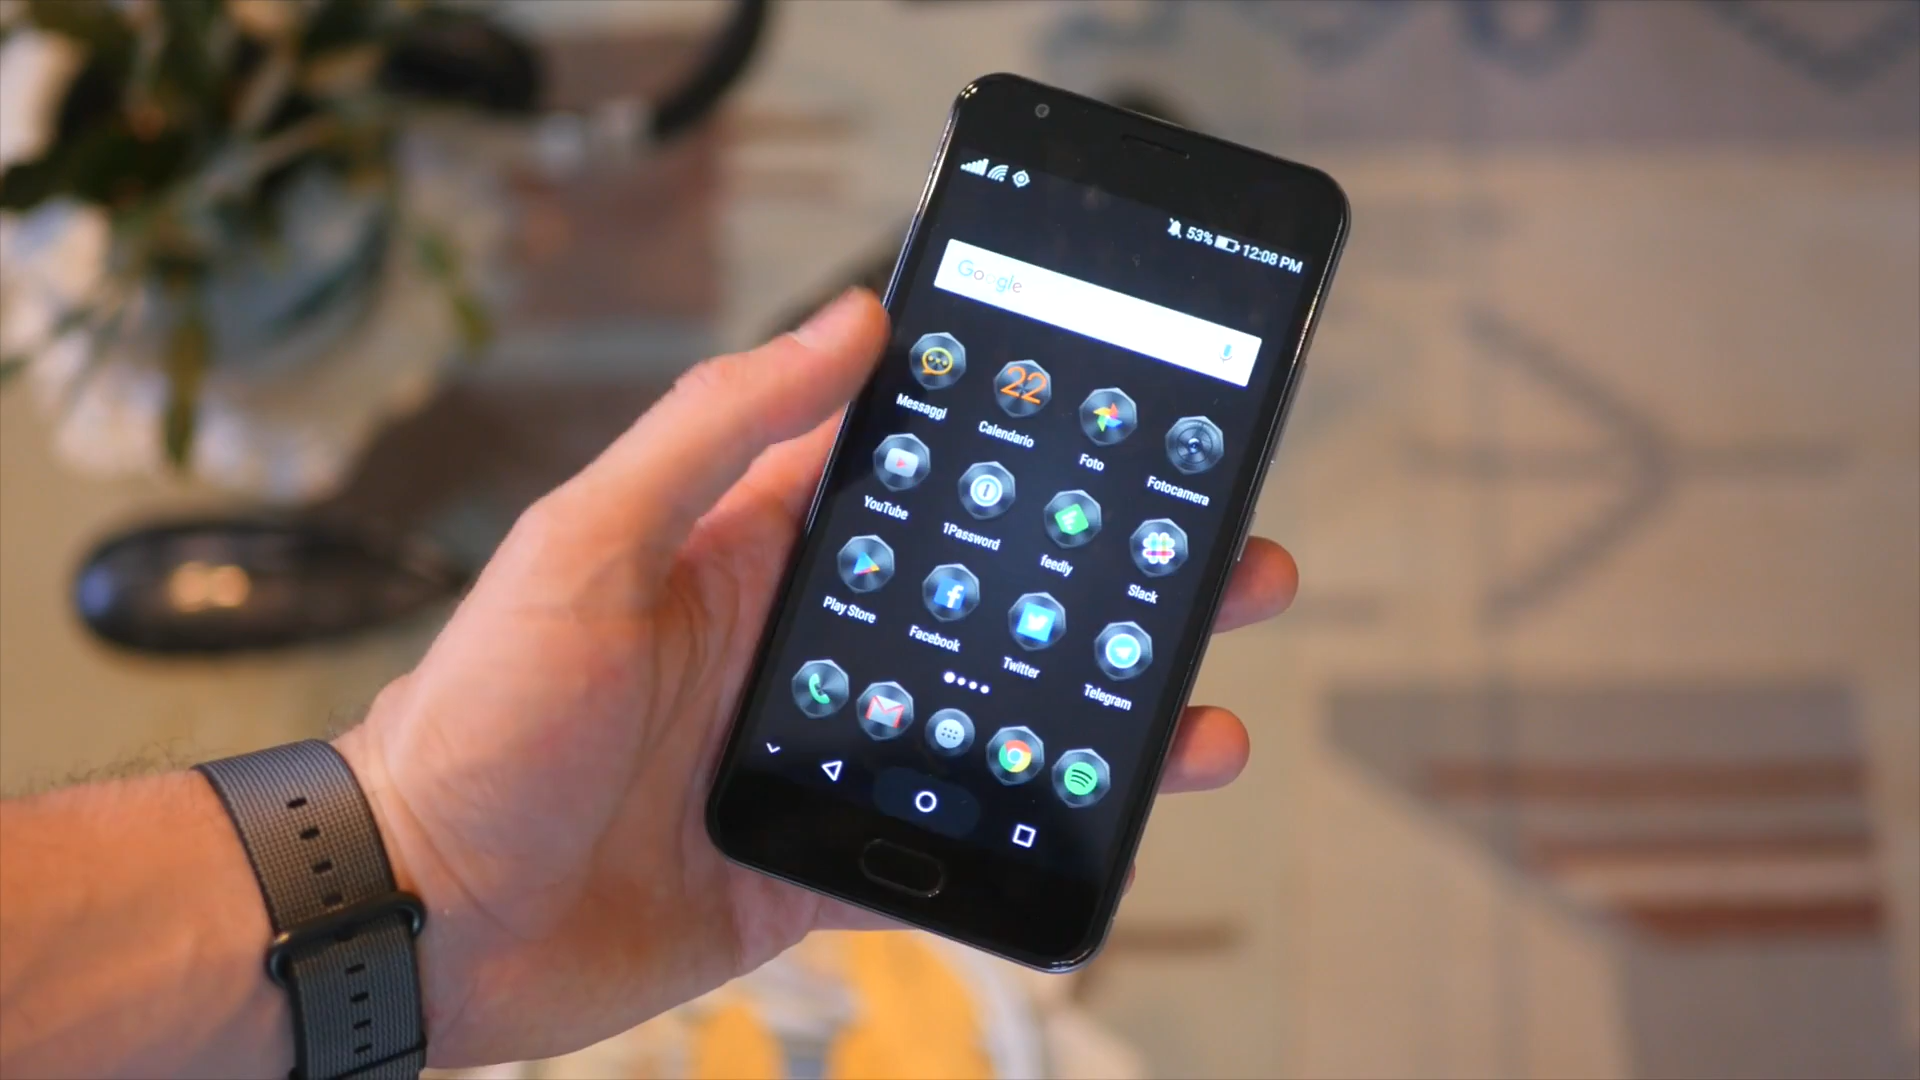 53% 12:08 PM
Google
22
Messaggi Calendario Foto Fotocamera
YouTube 1Password feedly Slack
Play Store Facebook Twitter Telegram